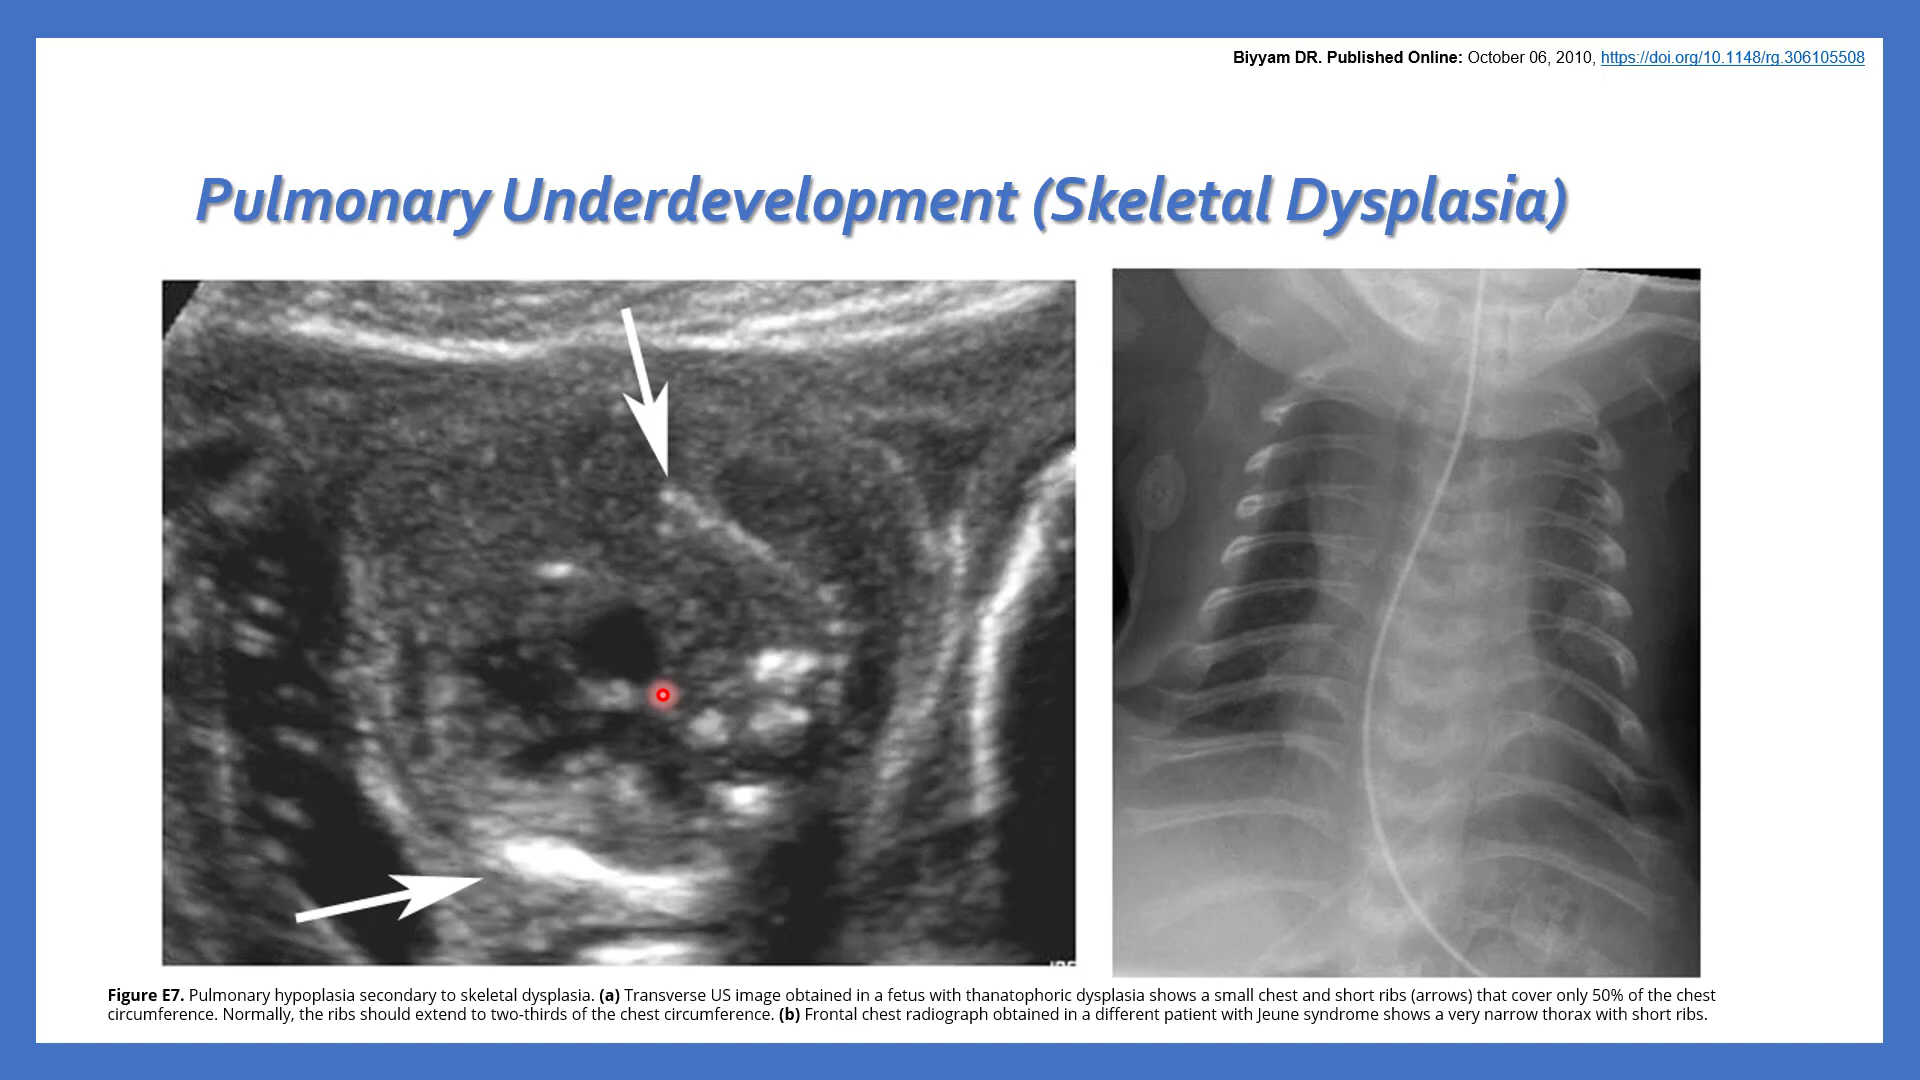 Biyyam DR. Published Online: October 06, 2010, https://doi.org/10.1148/rg.306105508
Pulmonary Underdevelopment (Skeletal Dysplasia)
Figure E7. Pulmonary hypoplasia secondary to skeletal dysplasia. (a) Transverse US image obtained in a fetus with thanatophoric dysplasia shows a small chest and short ribs (arrows) that cover only 50% of the chest
circumference. Normally, the ribs should extend to two-thirds of the chest circumference. (b) Frontal chest radiograph obtained in a different patient with Jeune syndrome shows a very narrow thorax with short ribs.